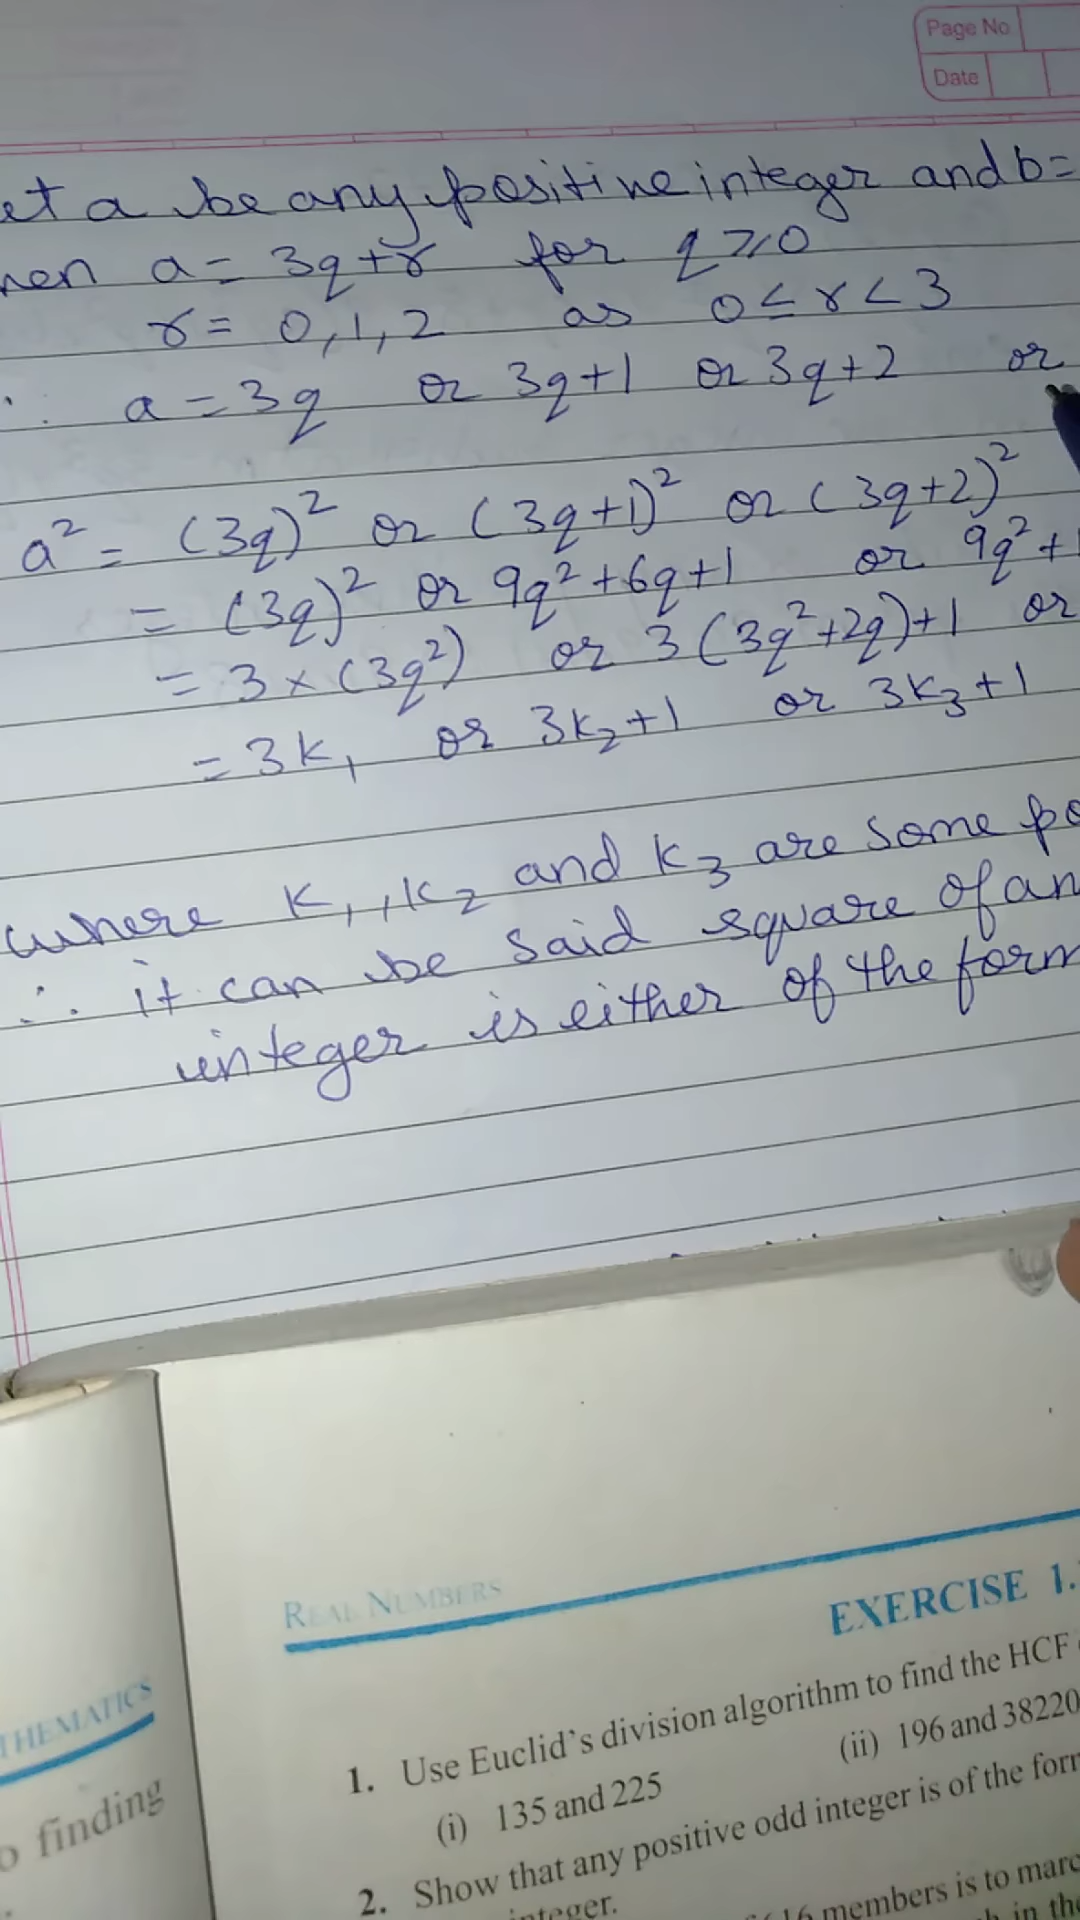 Page No
Date
et a be any positive integer and b=
hen a = 3q+r for q ⩾ 0
r = 0, 1, 2 as 0 ≤ r < 3
∴ a = 3q or 3q+1 or 3q+2 or
a² = (3q)² or (3q+1)² or (3q+2)²
= (3q)² or 9q²+6q+1 or 9q²+1
= 3×(3q²) or 3(3q²+2q)+1 or
= 3k₁ or 3k₂+1 or 3k₃+1
where k₁, k₂ and k₃ are some po
∴ it can be said square of an
integer is either of the form
REAL NUMBERS
EXERCISE 1.
THEMATICS
1. Use Euclid's division algorithm to find the HCF
(i) 135 and 225 (ii) 196 and 38220
o finding
2. Show that any positive odd integer is of the form
integer.
616 members is to marc
in the